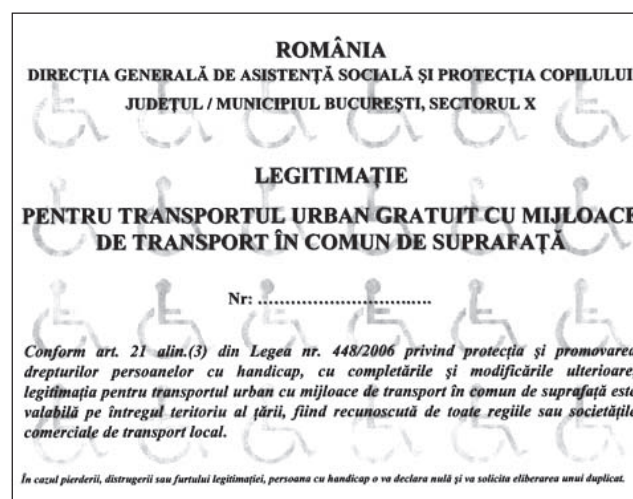 ROMÂNIA
DIRECȚIA GENERALĂ DE ASISTENȚĂ SOCIALĂ ȘI PROTECȚIA COPILULUI
JUDEȚUL / MUNICIPIUL BUCUREȘTI, SECTORUL X
LEGITIMAȚIE
PENTRU TRANSPORTUL URBAN GRATUIT CU MIJLOACE
DE TRANSPORT ÎN COMUN DE SUPRAFAȚĂ
Nr: ................................
Conform art. 21 alin.(3) din Legea nr. 448/2006 privind protecția și promovarea
drepturilor persoanelor cu handicap, cu completările și modificările ulterioare,
legitimația pentru transportul urban cu mijloace de transport în comun de suprafață este
valabilă pe întregul teritoriu al țării, fiind recunoscută de toate regiile sau societățile
comerciale de transport local.
În cazul pierderii, distrugerii sau furtului legitimației, persoana cu handicap o va declara nulă și va solicita eliberarea unui duplicat.